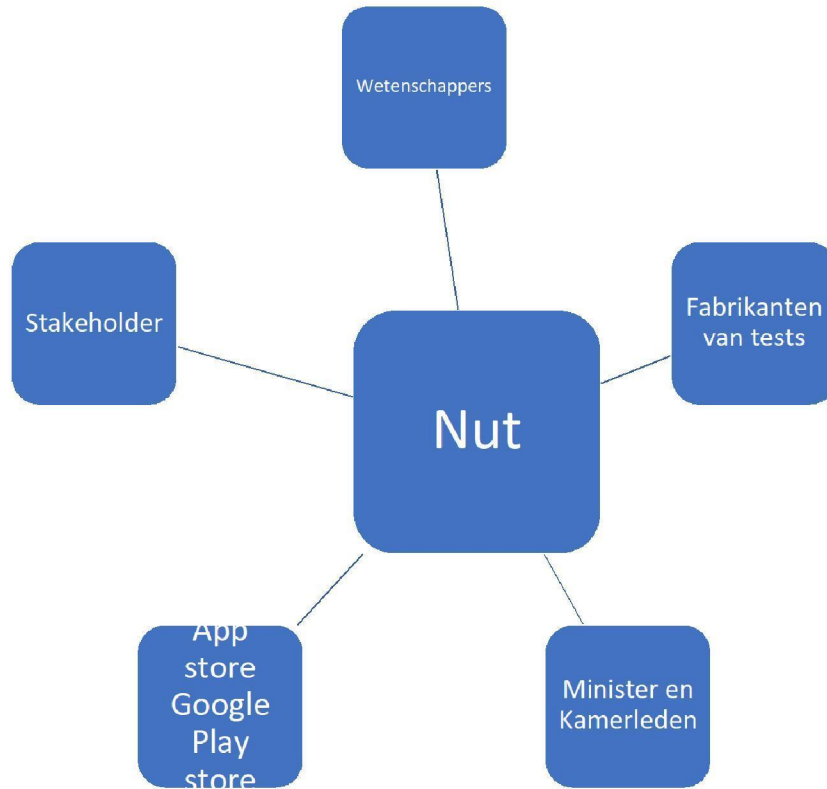 Wetenschappers
Stakeholder
Fabrikanten
van tests
Nut
App
store
Google
Play
store
Minister en
Kamerleden